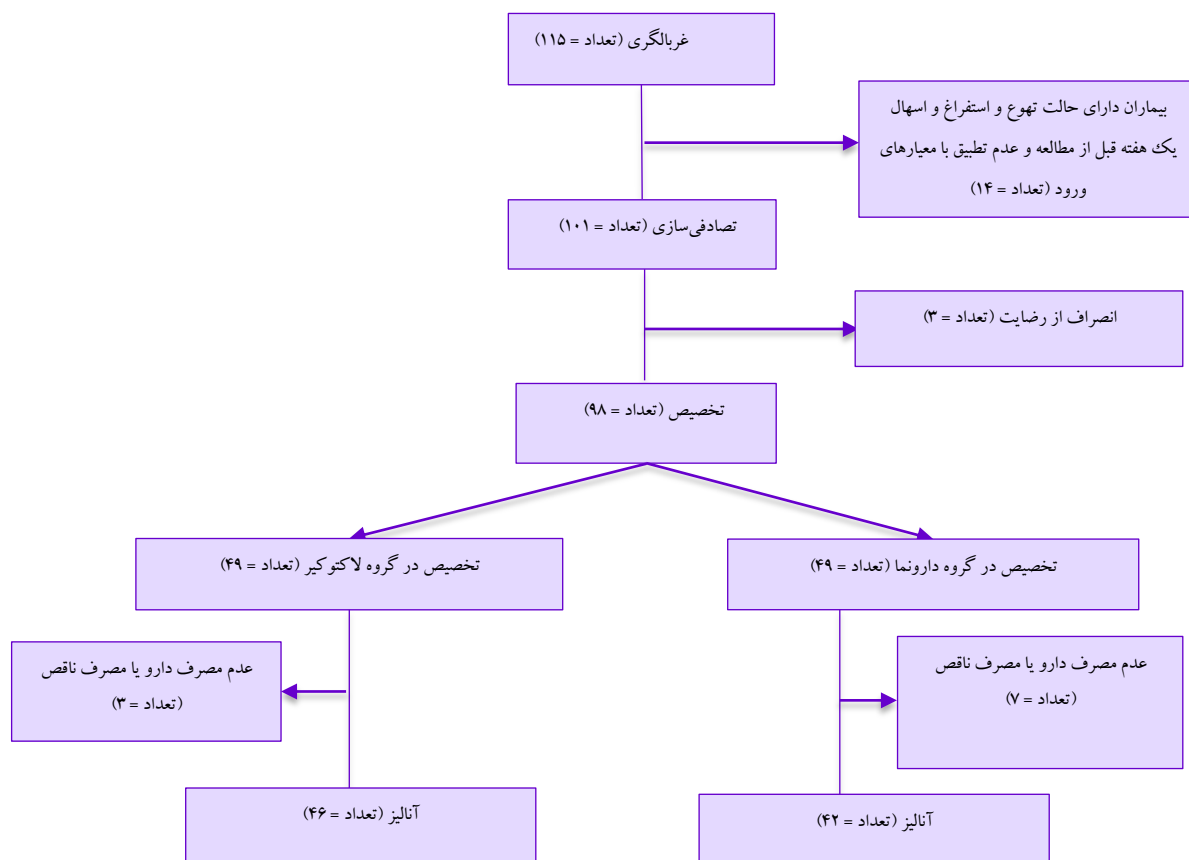 غربالگری (تعداد = ۱۱۵)
بیماران دارای حالت تهوع و استفراغ و اسهال
یک هفته قبل از مطالعه و عدم تطبیق با معیارهای
ورود (تعداد = ۱۴)
تصادفی‌سازی (تعداد = ۱۰۱)
انصراف از رضایت (تعداد = ۳)
تخصیص (تعداد = ۹۸)
تخصیص در گروه دارونما (تعداد = ۴۹)
تخصیص در گروه لاکتوکیر (تعداد = ۴۹)
عدم مصرف دارو یا مصرف ناقص
(تعداد = ۷)
عدم مصرف دارو یا مصرف ناقص
(تعداد = ۳)
آنالیز (تعداد = ۴۲)
آنالیز (تعداد = ۴۶)